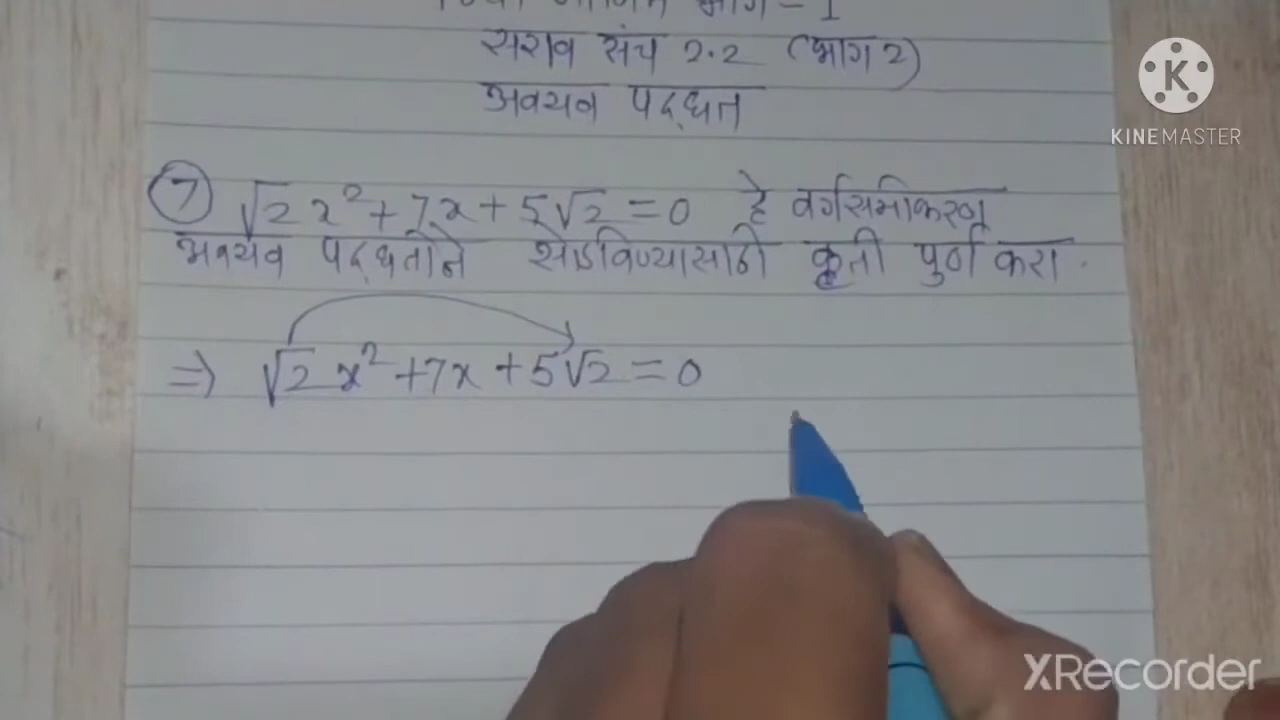 भाग - I
सराव संच 2.2 (भाग 2)
अवयव पद्धत
7 √2 x² + 7x + 5√2 = 0 हे वर्गसमीकरण
अवयव पद्धतीने सोडविण्यासाठी कृती पुर्ण करा.
⇒ √2 x² + 7x + 5√2 = 0
K
KINEMASTER
XRecorder